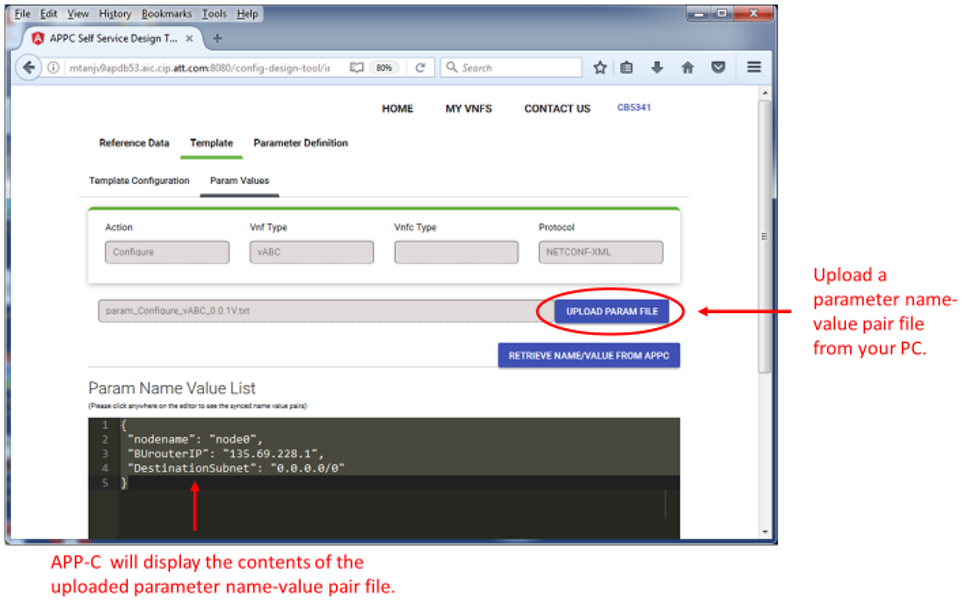 File Edit View History Bookmarks Tools Help
APPC Self Service Design T... × +
mtanjv9apdb53.aic.cip.att.com:8080/config-design-tool/ir 80% Search
HOME MY VNFS CONTACT US CB5341
Reference Data Template Parameter Definition
Template Configuration Param Values
Action Vnf Type Vnfc Type Protocol
Configure vABC NETCONF-XML
param_Configure_vABC_0.0.1V.txt UPLOAD PARAM FILE
RETRIEVE NAME/VALUE FROM APPC
Param Name Value List
(Please click anywhere on the editor to see the synced name value pairs)
1 {
2 "nodename": "node0",
3 "BUrouterIP": "135.69.228.1",
4 "DestinationSubnet": "0.0.0.0/0"
5 }
Upload a
parameter name-
value pair file
from your PC.
APP-C will display the contents of the
uploaded parameter name-value pair file.